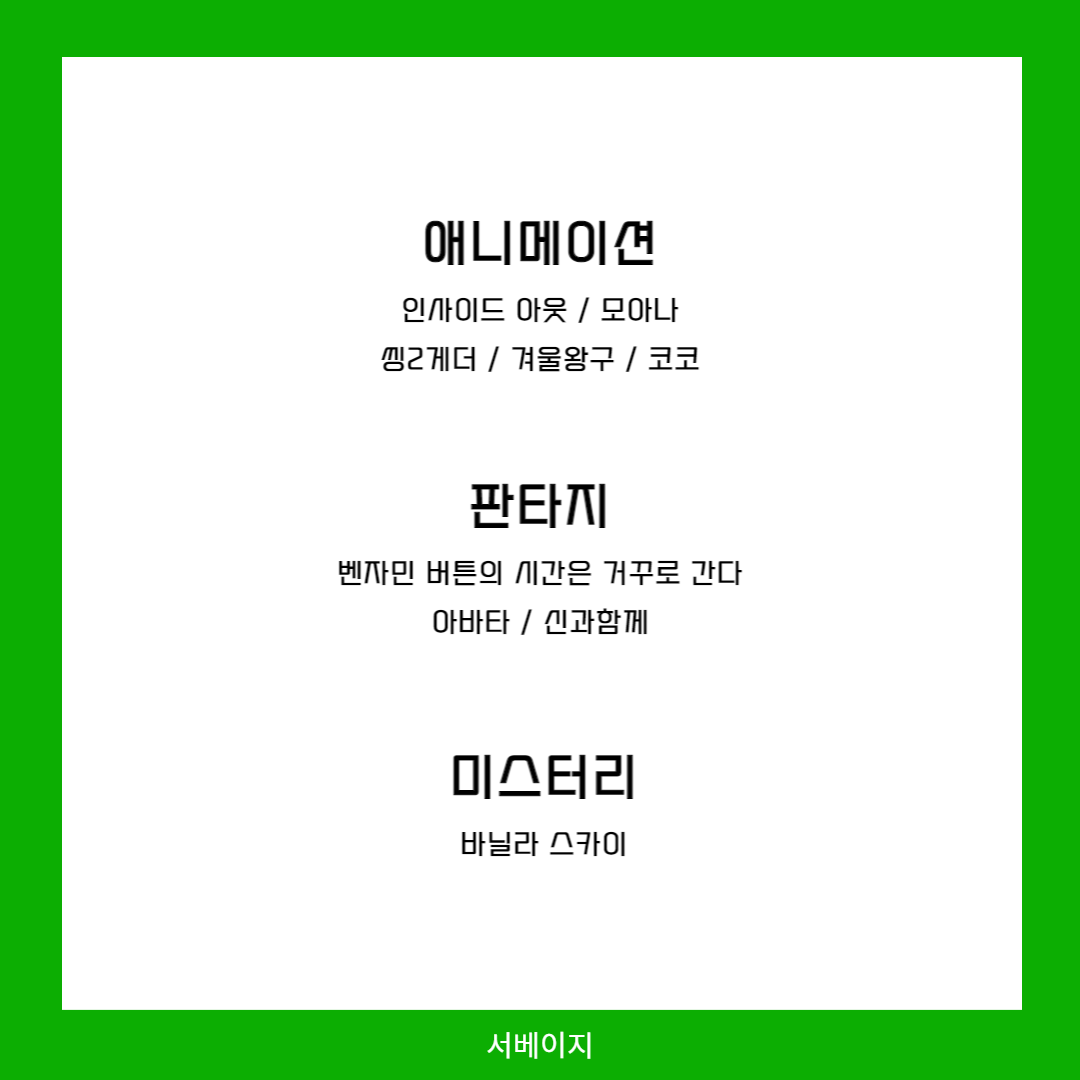 애니메이션
인사이드 아웃 / 모아나
씽2게더 / 겨울왕구 / 코코
판타지
벤자민 버튼의 시간은 거꾸로 간다
아바타 / 신과함께
미스터리
바닐라 스카이
서베이지